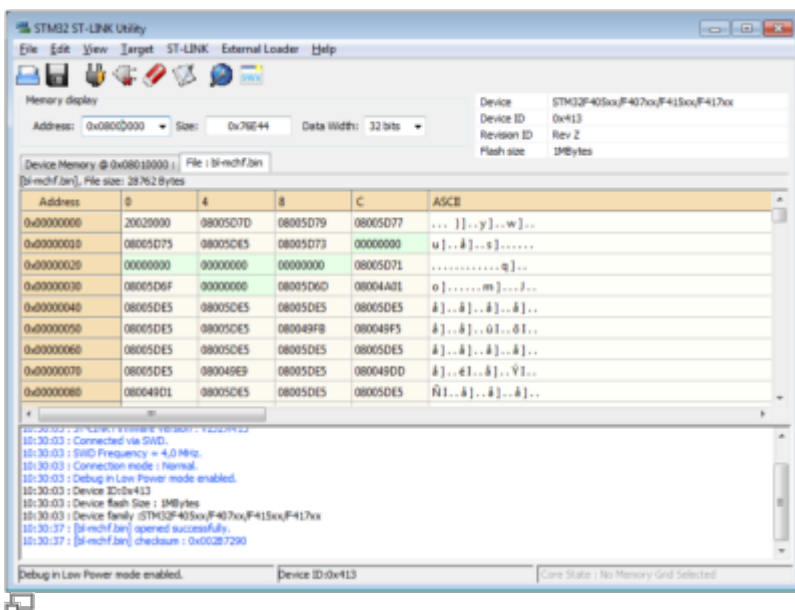 STM32 ST-LINK Utility
File Edit View Target ST-LINK External Loader Help
Memory display
Address: 0x08000000 Size: 0x76E44 Data Width: 32 bits
Device STM32F405xx/F407xx/F415xx/F417xx
Device ID 0x413
Revision ID Rev Z
Flash size 1MBytes
Device Memory @ 0x08010000 : File : bl-mchf.bin
[bl-mchf.bin], File size: 28762 Bytes
Address 0 4 8 C ASCII
0x00000000 20020000 08005D7D 08005D79 08005D77 ... }]..y]..w]..
0x00000010 08005D75 08005DE5 08005D73 00000000 u]..å]..s]......
0x00000020 00000000 00000000 00000000 08005D71 ............q]..
0x00000030 08005D6F 00000000 08005D6D 08004A01 o]......m]...J..
0x00000040 08005DE5 08005DE5 08005DE5 08005DE5 å]..å]..å]..å]..
0x00000050 08005DE5 08005DE5 080049FB 080049F5 å]..å]..ûI..õI..
0x00000060 08005DE5 08005DE5 08005DE5 08005DE5 å]..å]..å]..å]..
0x00000070 08005DE5 080049E9 08005DE5 080049DD å]..éI..å]..ÝI..
0x00000080 080049D1 08005DE5 08005DE5 08005DE5 ÑI..å]..å]..å]..
10:30:03 : Connected via SWD.
10:30:03 : SWD Frequency = 4,0 MHz.
10:30:03 : Connection mode : Normal.
10:30:03 : Debug in Low Power mode enabled.
10:30:03 : Device ID:0x413
10:30:03 : Device flash Size : 1MBytes
10:30:03 : Device family :STM32F405xx/F407xx/F415xx/F417xx
10:30:37 : [bl-mchf.bin] opened successfully.
10:30:37 : [bl-mchf.bin] checksum : 0x002B7290
Debug in Low Power mode enabled. Device ID:0x413 Core State : No Memory Grid Selected